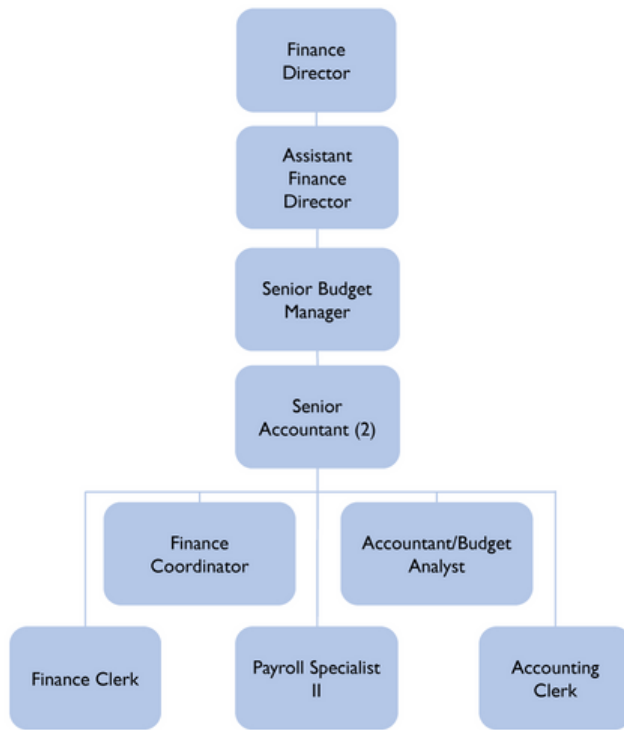 Finance
Director
Assistant
Finance
Director
Senior Budget
Manager
Senior
Accountant (2)
Finance
Coordinator
Accountant/Budget
Analyst
Finance Clerk
Payroll Specialist
II
Accounting
Clerk